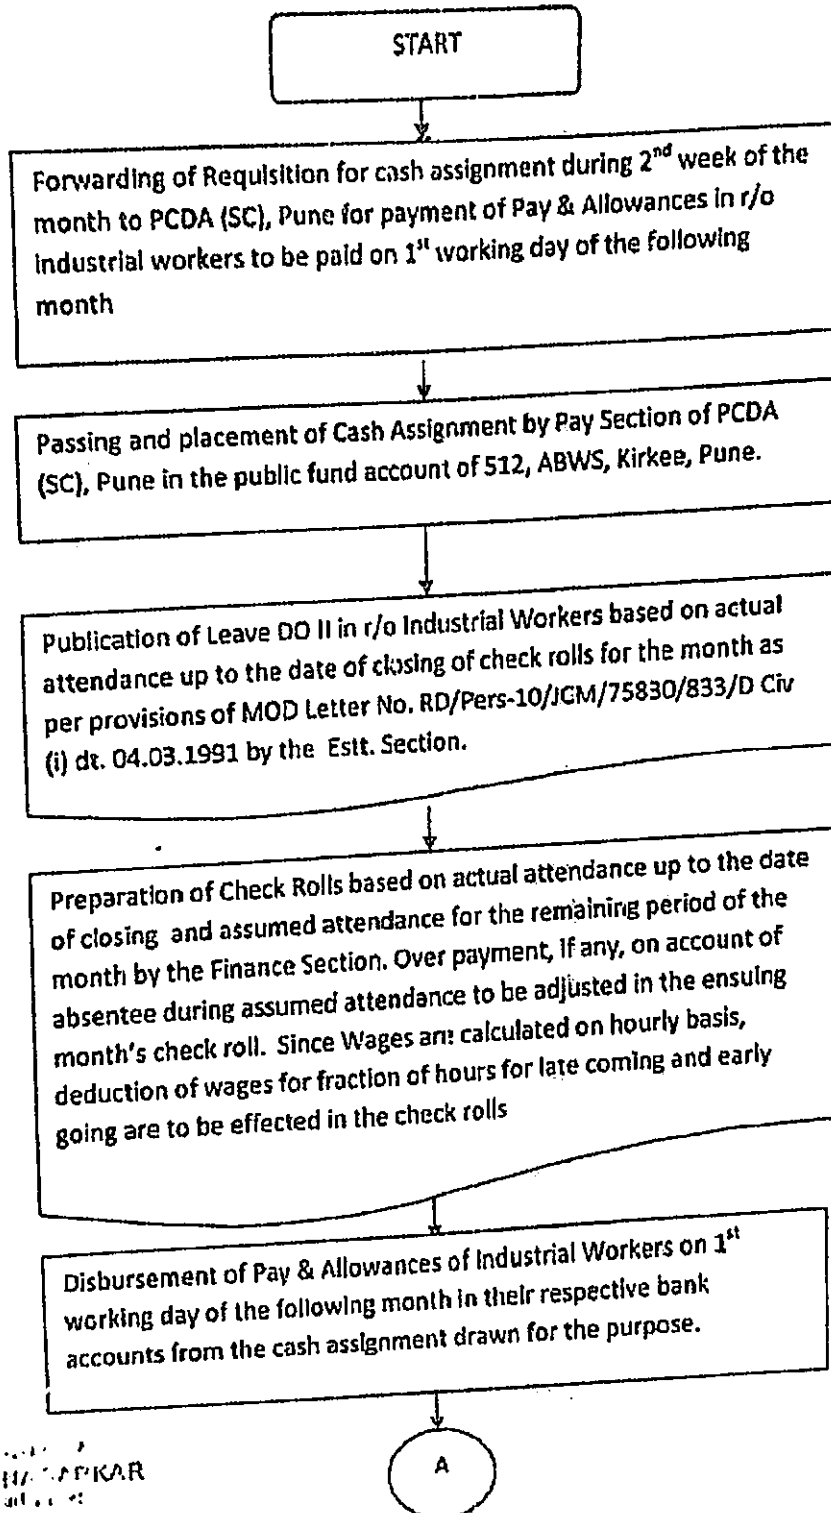 START
Forwarding of Requisition for cash assignment during 2nd week of the
month to PCDA (SC), Pune for payment of Pay & Allowances in r/o
industrial workers to be paid on 1st working day of the following
month
Passing and placement of Cash Assignment by Pay Section of PCDA
(SC), Pune in the public fund account of 512, ABWS, Kirkee, Pune.
Publication of Leave DO II in r/o Industrial Workers based on actual
attendance up to the date of closing of check rolls for the month as
per provisions of MOD Letter No. RD/Pers-10/JCM/75830/833/D Civ
(i) dt. 04.03.1991 by the Estt. Section.
Preparation of Check Rolls based on actual attendance up to the date
of closing and assumed attendance for the remaining period of the
month by the Finance Section. Over payment, if any, on account of
absentee during assumed attendance to be adjusted in the ensuing
month's check roll. Since Wages are calculated on hourly basis,
deduction of wages for fraction of hours for late coming and early
going are to be effected in the check rolls
Disbursement of Pay & Allowances of Industrial Workers on 1st
working day of the following month in their respective bank
accounts from the cash assignment drawn for the purpose.
A